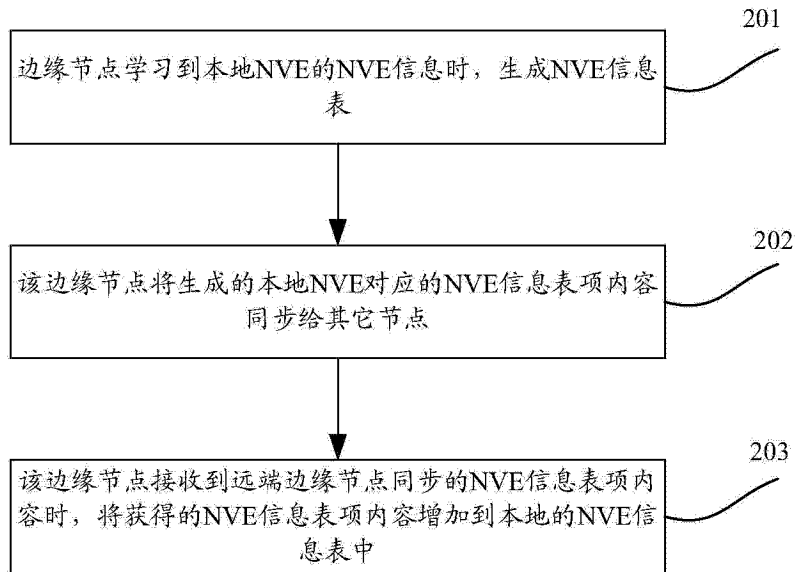 201
边缘节点学习到本地NVE的NVE信息时，生成NVE信息
表
202
该边缘节点将生成的本地NVE对应的NVE信息表项内容
同步给其它节点
203
该边缘节点接收到远端边缘节点同步的NVE信息表项内
容时，将获得的NVE信息表项内容增加到本地的NVE信
息表中